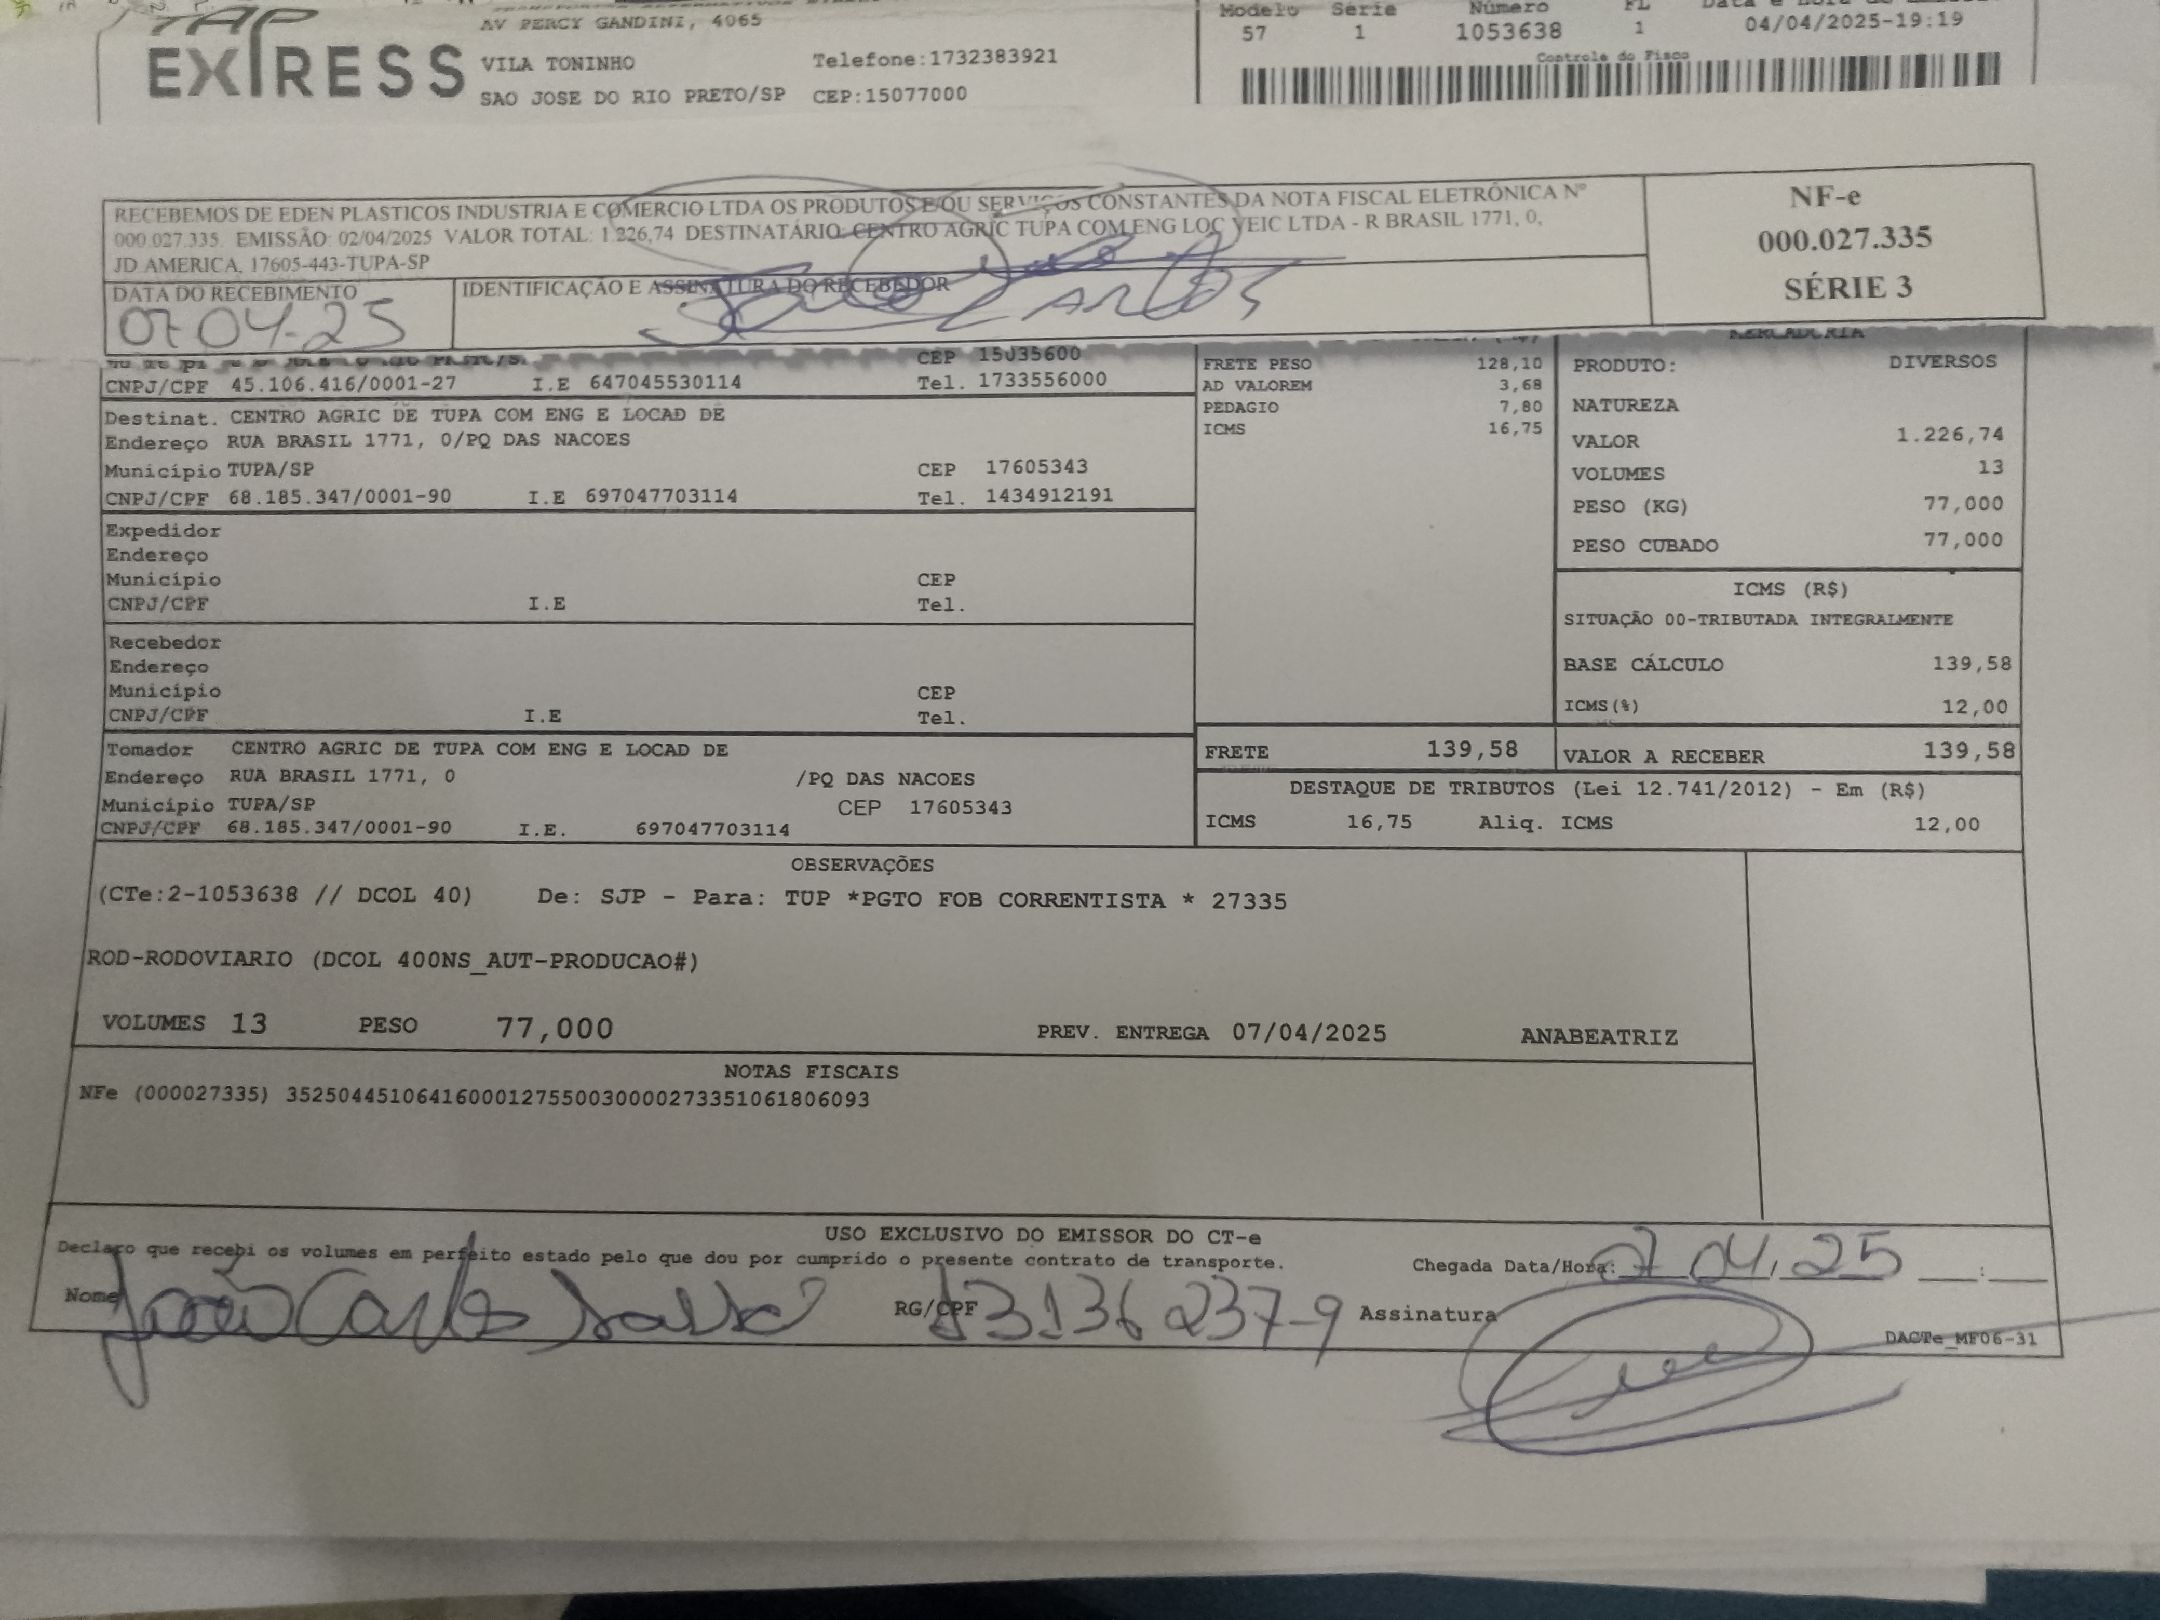 TAP
EXPRESS
AV PERCY GANDINI, 4065
VILA TONINHO Telefone:1732383921
SAO JOSE DO RIO PRETO/SP CEP:15077000
Modelo Série Número FL
57 1 1053638 1 04/04/2025-19:19
Controle do Fisco
RECEBEMOS DE EDEN PLASTICOS INDUSTRIA E COMERCIO LTDA OS PRODUTOS E/OU SERVIÇOS CONSTANTES DA NOTA FISCAL ELETRÔNICA Nº
000.027.335. EMISSÃO: 02/04/2025 VALOR TOTAL: 1.226,74 DESTINATÁRIO: CENTRO AGRIC TUPA COM ENG LOC VEIC LTDA - R BRASIL 1771, 0,
JD AMERICA, 17605-443-TUPA-SP
NF-e
000.027.335
SÉRIE 3
DATA DO RECEBIMENTO
07 04-25
IDENTIFICAÇÃO E ASSINATURA DO RECEBEDOR
CARLOS
CEP 15035600
CNPJ/CPF 45.106.416/0001-27 I.E 647045530114 Tel. 1733556000
Destinat. CENTRO AGRIC DE TUPA COM ENG E LOCAD DE
Endereço RUA BRASIL 1771, 0/PQ DAS NACOES
Município TUPA/SP CEP 17605343
CNPJ/CPF 68.185.347/0001-90 I.E 697047703114 Tel. 1434912191
Expedidor
Endereço
Município CEP
CNPJ/CPF I.E Tel.
Recebedor
Endereço
Município CEP
CNPJ/CPF I.E Tel.
Tomador CENTRO AGRIC DE TUPA COM ENG E LOCAD DE
Endereço RUA BRASIL 1771, 0 /PQ DAS NACOES
Município TUPA/SP CEP 17605343
CNPJ/CPF 68.185.347/0001-90 I.E. 697047703114
FRETE PESO 128,10
AD VALOREM 3,68
PEDAGIO 7,80
ICMS 16,75
MERCADORIA
PRODUTO: DIVERSOS
NATUREZA
VALOR 1.226,74
VOLUMES 13
PESO (KG) 77,000
PESO CUBADO 77,000
ICMS (R$)
SITUAÇÃO 00-TRIBUTADA INTEGRALMENTE
BASE CÁLCULO 139,58
ICMS(%) 12,00
FRETE 139,58 VALOR A RECEBER 139,58
DESTAQUE DE TRIBUTOS (Lei 12.741/2012) - Em (R$)
ICMS 16,75 Aliq. ICMS 12,00
OBSERVAÇÕES
(CTe:2-1053638 // DCOL 40) De: SJP - Para: TUP *PGTO FOB CORRENTISTA * 27335
ROD-RODOVIARIO (DCOL 400NS_AUT-PRODUCAO#)
VOLUMES 13 PESO 77,000 PREV. ENTREGA 07/04/2025 ANABEATRIZ
NOTAS FISCAIS
NFe (000027335) 35250445106416000127550030000273351061806093
USO EXCLUSIVO DO EMISSOR DO CT-e
Declaro que recebi os volumes em perfeito estado pelo que dou por cumprido o presente contrato de transporte. Chegada Data/Hora: 07 04.25 ___:___
Nome João Carlos RG/CPF 13136237-9 Assinatura
DACTe_MF06-31